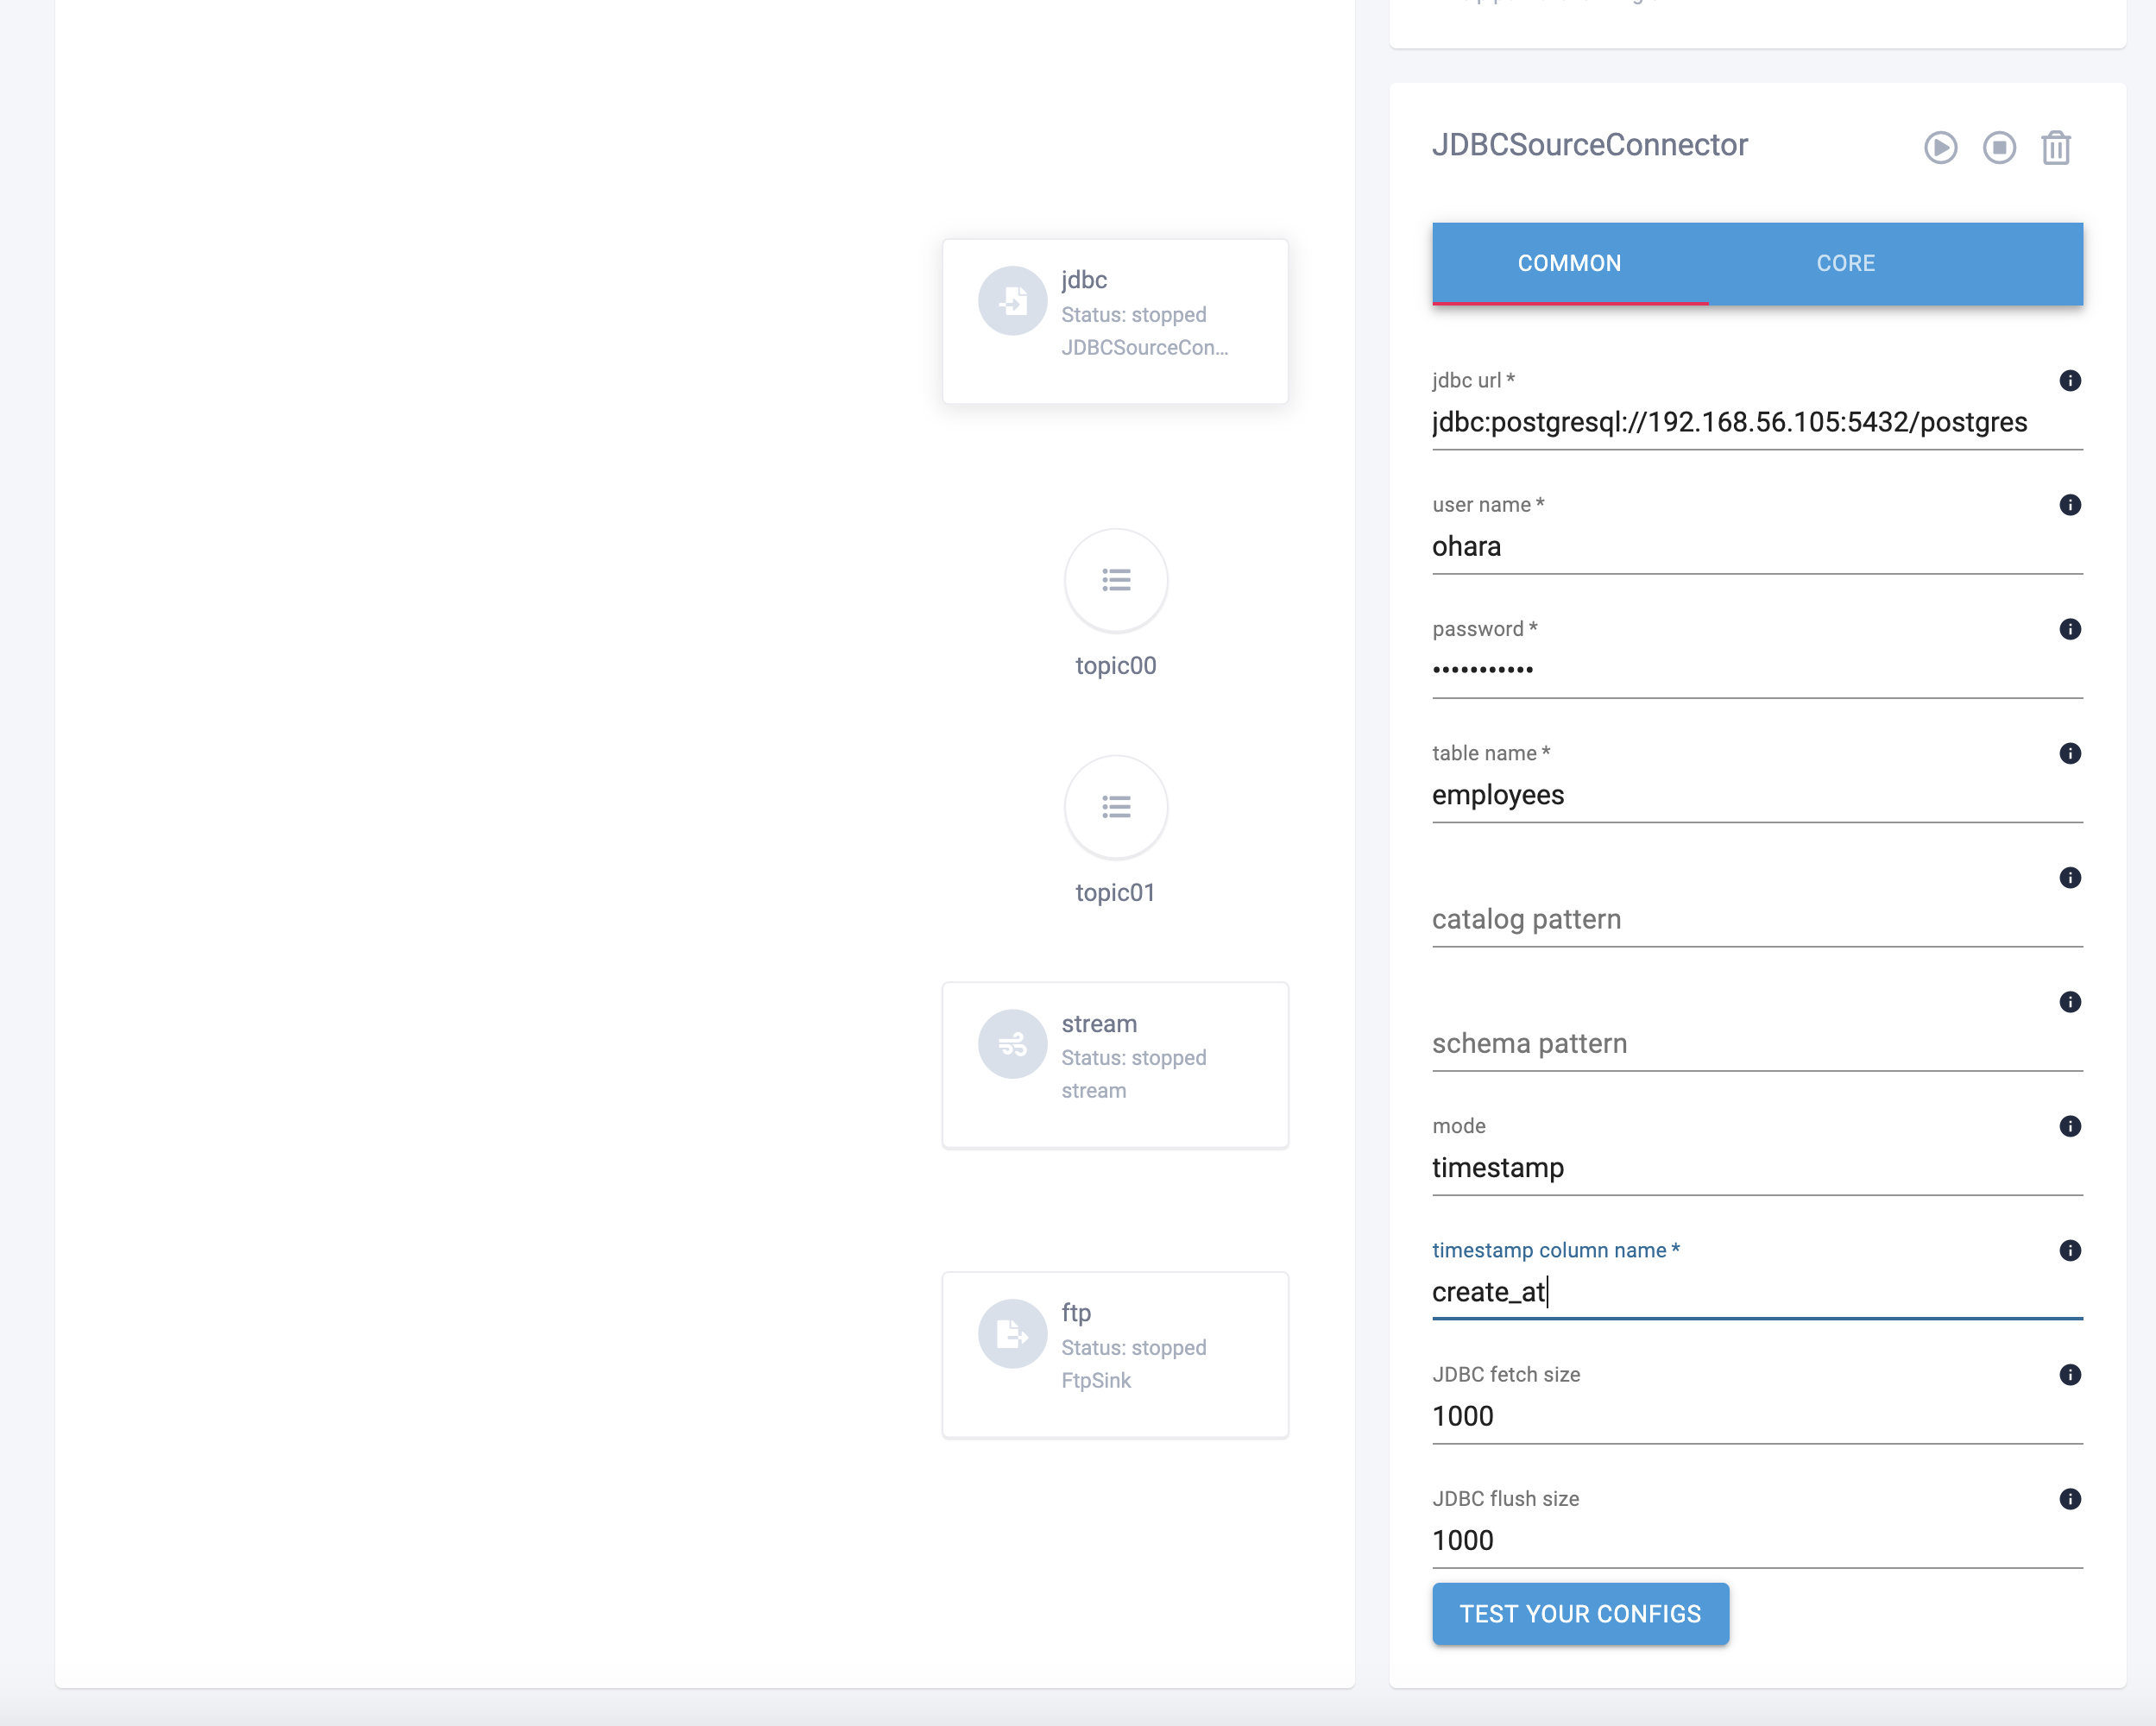 jdbc
Status: stopped
JDBCSourceCon...
topic00
topic01
stream
Status: stopped
stream
ftp
Status: stopped
FtpSink
JDBCSourceConnector
COMMON
CORE
jdbc url *
jdbc:postgresql://192.168.56.105:5432/postgres
user name *
ohara
password *
•••••••••••
table name *
employees
catalog pattern
schema pattern
mode
timestamp
timestamp column name *
create_at
JDBC fetch size
1000
JDBC flush size
1000
TEST YOUR CONFIGS